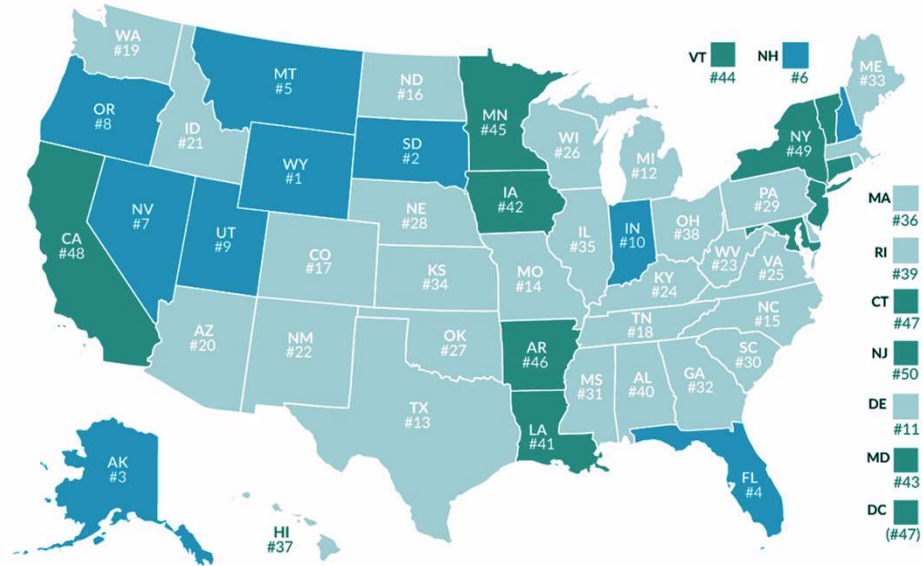 WA
#19
MT
#5
ND
#16
MN
#45
VT
#44
NH
#6
ME
#33
OR
#8
ID
#21
WY
#1
SD
#2
WI
#26
MI
#12
NY
#49
NV
#7
UT
#9
CA
#48
CO
#17
NE
#28
IA
#42
IL
#35
IN
#10
OH
#38
PA
#29
MA
#36
KS
#34
MO
#14
KY
#24
WV
#23
VA
#25
RI
#39
AZ
#20
NM
#22
OK
#27
AR
#46
TN
#18
NC
#15
CT
#47
TX
#13
LA
#41
MS
#31
AL
#40
GA
#32
SC
#30
NJ
#50
DE
#11
AK
#3
HI
#37
FL
#4
MD
#43
DC
(#47)